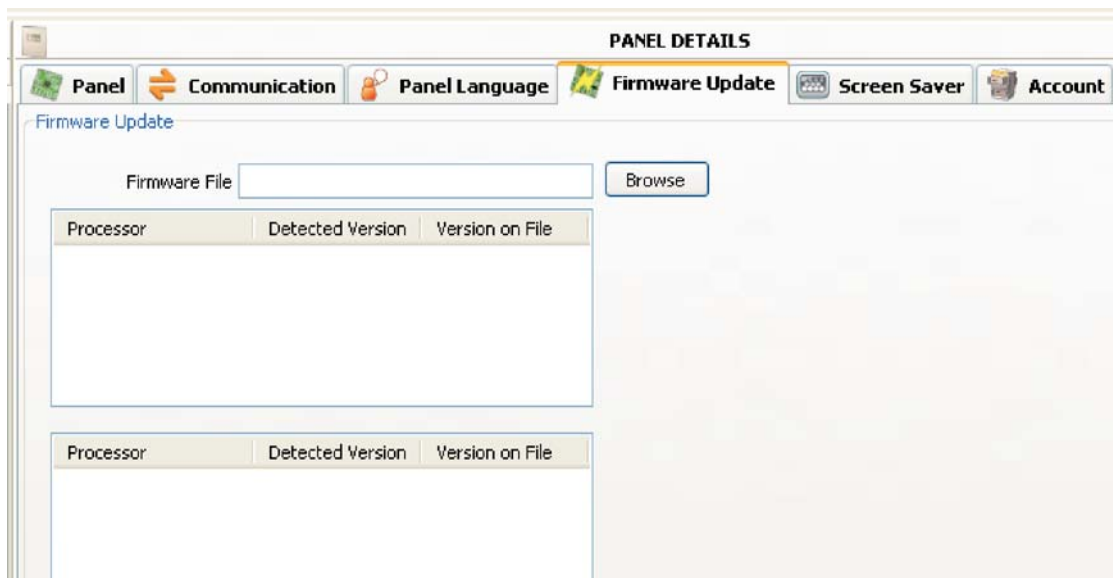 PANEL DETAILS
Panel Communication Panel Language Firmware Update Screen Saver Account
Firmware Update
Firmware File Browse
Processor Detected Version Version on File
Processor Detected Version Version on File